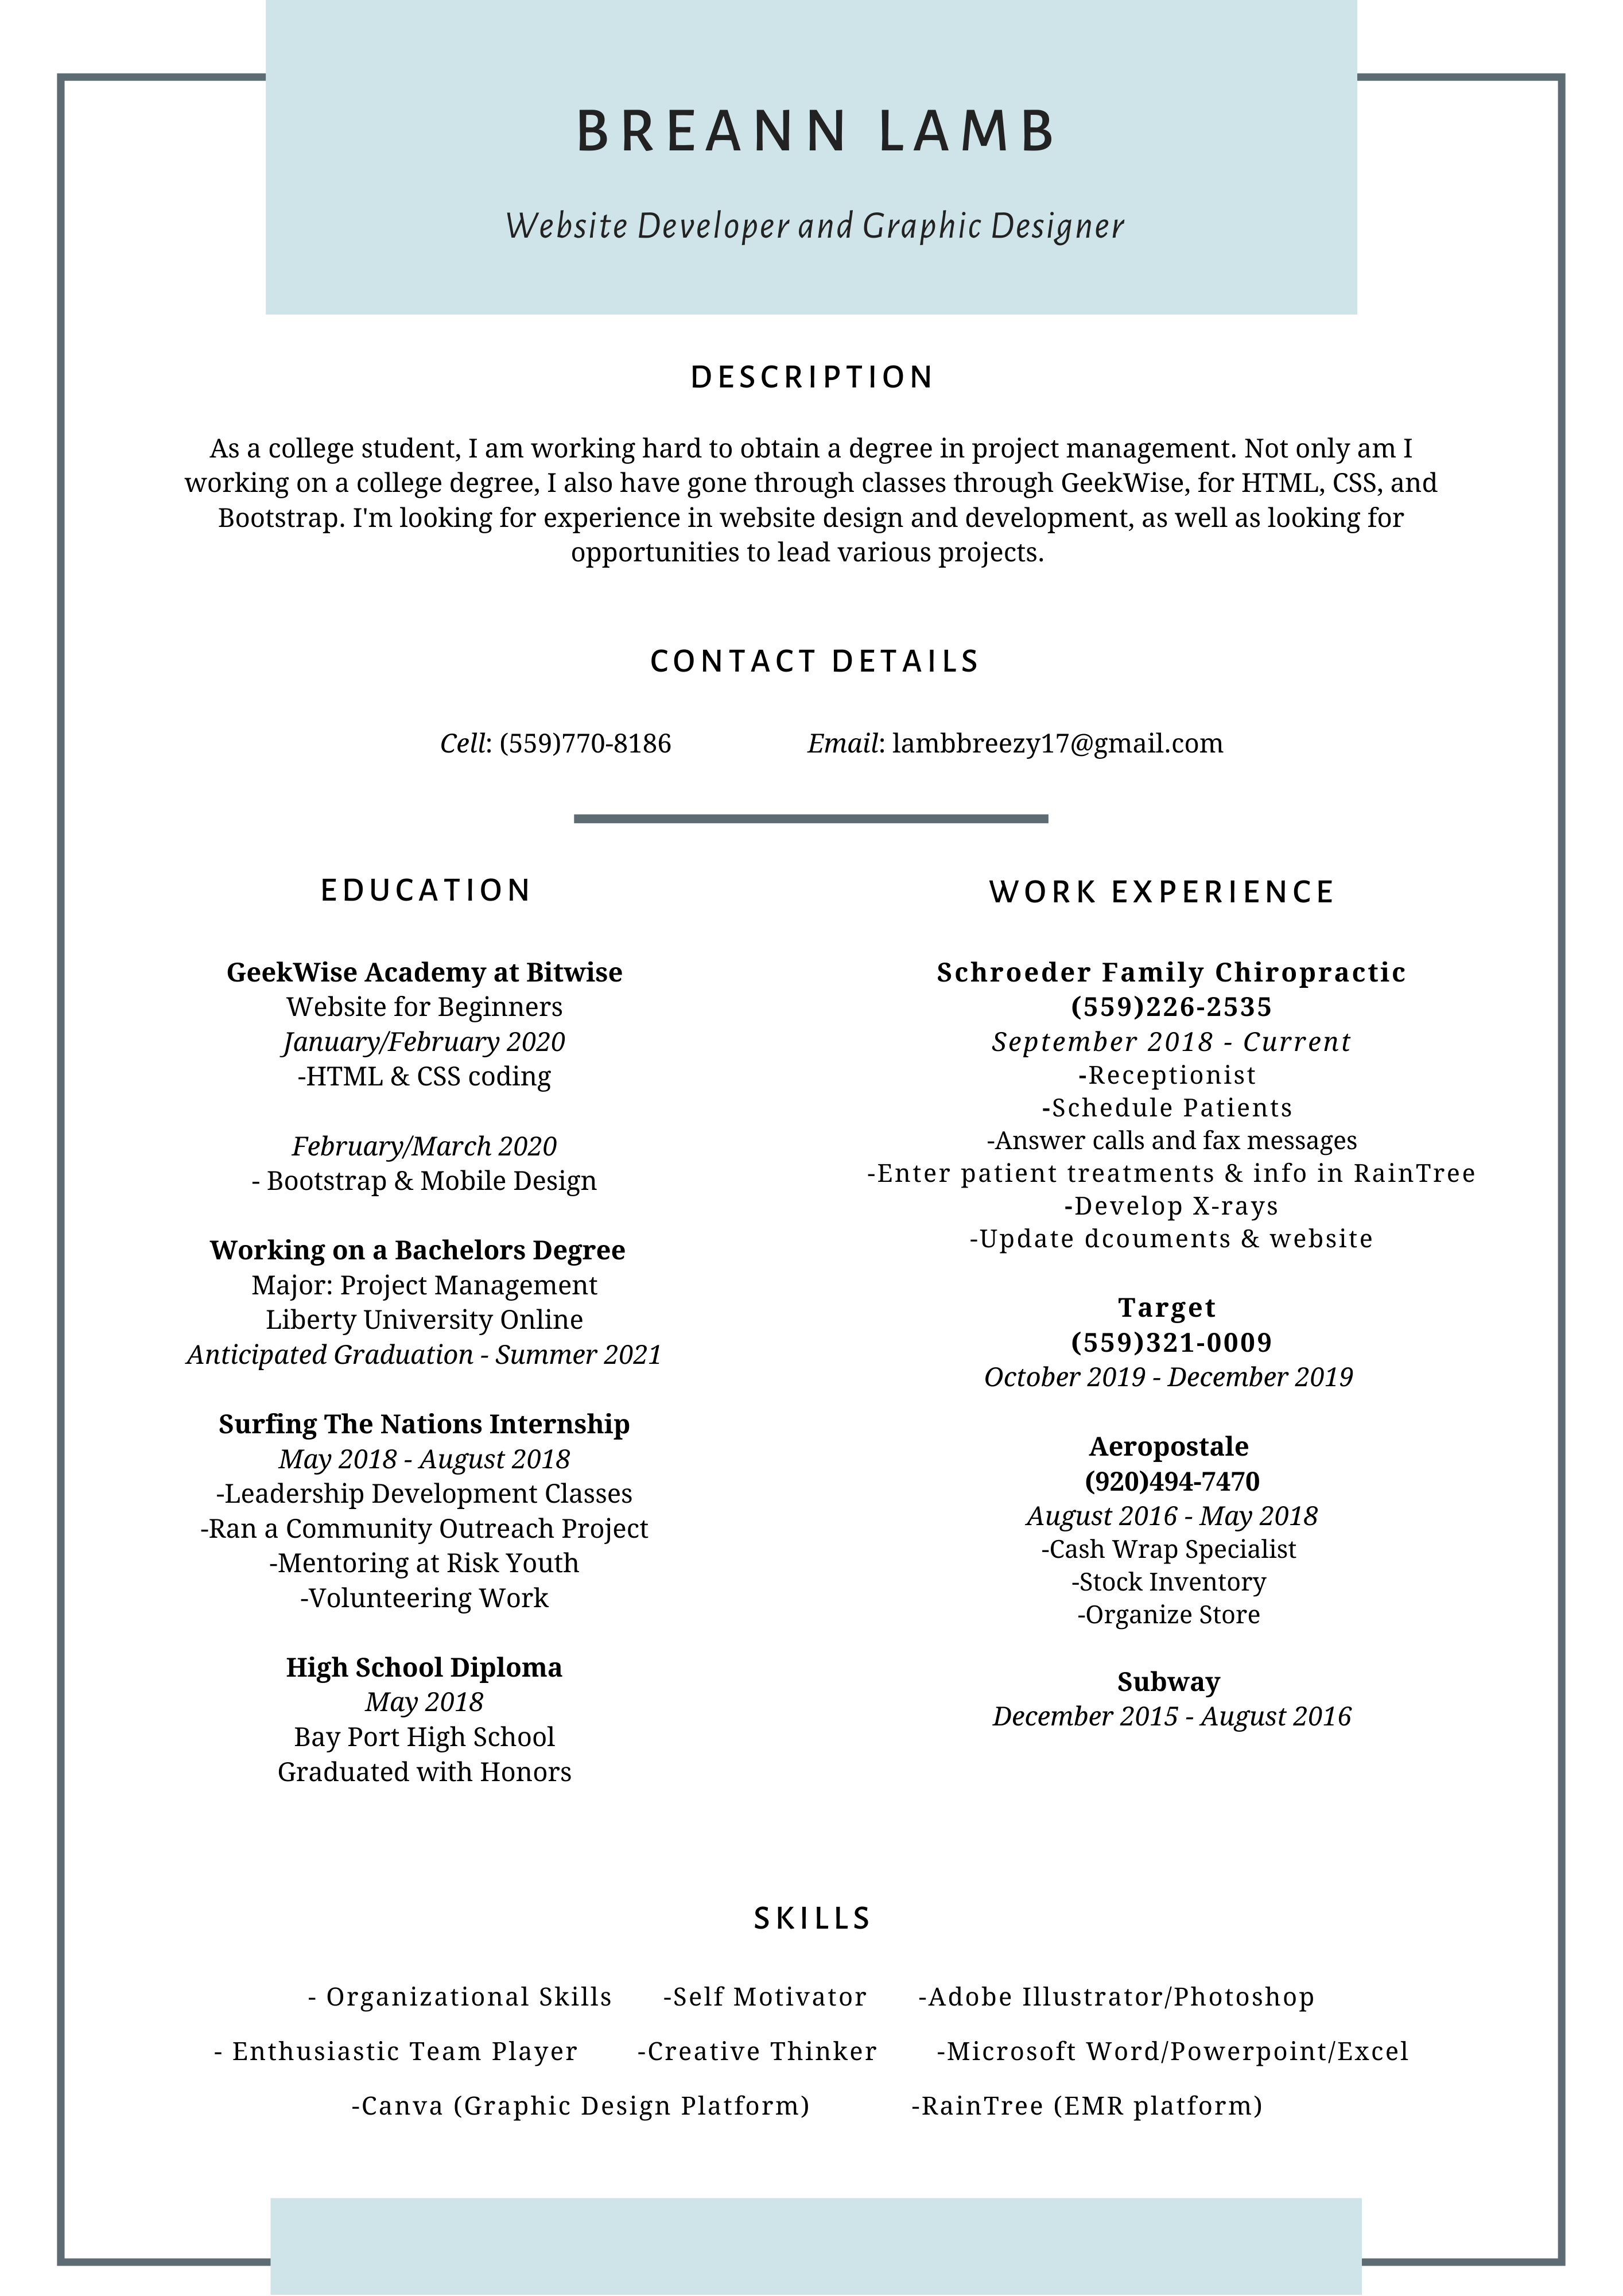 BREANN LAMB
Website Developer and Graphic Designer
DESCRIPTION
As a college student, I am working hard to obtain a degree in project management. Not only am I
working on a college degree, I also have gone through classes through GeekWise, for HTML, CSS, and
Bootstrap. I'm looking for experience in website design and development, as well as looking for
opportunities to lead various projects.
CONTACT DETAILS
Cell: (559)770-8186 Email: lambbreezy17@gmail.com
EDUCATION
GeekWise Academy at Bitwise
Website for Beginners
January/February 2020
-HTML & CSS coding
February/March 2020
- Bootstrap & Mobile Design
Working on a Bachelors Degree
Major: Project Management
Liberty University Online
Anticipated Graduation - Summer 2021
Surfing The Nations Internship
May 2018 - August 2018
-Leadership Development Classes
-Ran a Community Outreach Project
-Mentoring at Risk Youth
-Volunteering Work
High School Diploma
May 2018
Bay Port High School
Graduated with Honors
WORK EXPERIENCE
Schroeder Family Chiropractic
(559)226-2535
September 2018 - Current
-Receptionist
-Schedule Patients
-Answer calls and fax messages
-Enter patient treatments & info in RainTree
-Develop X-rays
-Update dcouments & website
Target
(559)321-0009
October 2019 - December 2019
Aeropostale
(920)494-7470
August 2016 - May 2018
-Cash Wrap Specialist
-Stock Inventory
-Organize Store
Subway
December 2015 - August 2016
SKILLS
- Organizational Skills -Self Motivator -Adobe Illustrator/Photoshop
- Enthusiastic Team Player -Creative Thinker -Microsoft Word/Powerpoint/Excel
-Canva (Graphic Design Platform) -RainTree (EMR platform)